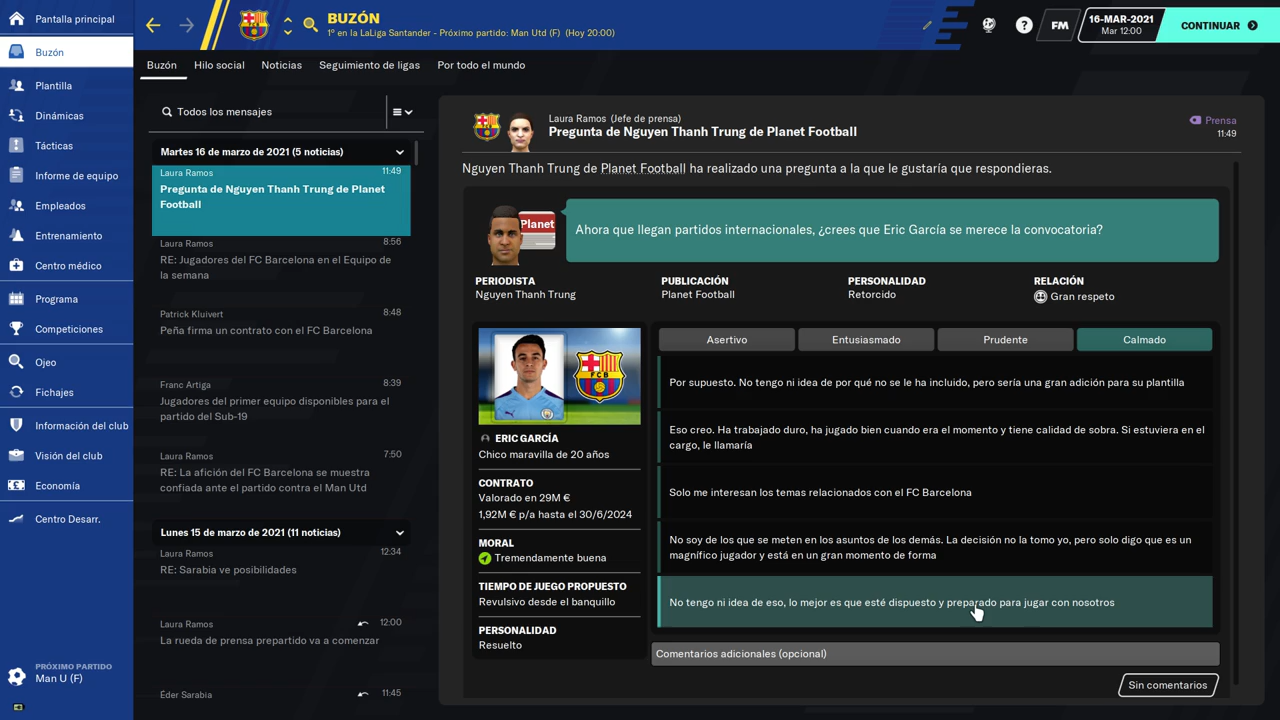 Pantalla principal
Buzón
Plantilla
Dinámicas
Tácticas
Informe de equipo
Empleados
Entrenamiento
Centro médico
Programa
Competiciones
Ojeo
Fichajes
Información del club
Visión del club
Economía
Centro Desarr.
PRÓXIMO PARTIDO
Man U (F)
BUZÓN
1º en la LaLiga Santander - Próximo partido: Man Utd (F) (Hoy 20:00)
?
FM
16-MAR-2021
Mar 12:00
CONTINUAR
Buzón
Hilo social
Noticias
Seguimiento de ligas
Por todo el mundo
Todos los mensajes
Martes 16 de marzo de 2021 (5 noticias)
Laura Ramos 11:49
Pregunta de Nguyen Thanh Trung de Planet
Football
Laura Ramos 8:56
RE: Jugadores del FC Barcelona en el Equipo de
la semana
Patrick Kluivert 8:48
Peña firma un contrato con el FC Barcelona
Franc Artiga 8:39
Jugadores del primer equipo disponibles para el
partido del Sub-19
Laura Ramos 7:50
RE: La afición del FC Barcelona se muestra
confiada ante el partido contra el Man Utd
Lunes 15 de marzo de 2021 (11 noticias)
Laura Ramos 12:34
RE: Sarabia ve posibilidades
Laura Ramos 12:00
La rueda de prensa prepartido va a comenzar
Éder Sarabia 11:45
Laura Ramos (Jefe de prensa)
Pregunta de Nguyen Thanh Trung de Planet Football
Prensa
11:49
Nguyen Thanh Trung de Planet Football ha realizado una pregunta a la que le gustaría que respondieras.
Planet
Ahora que llegan partidos internacionales, ¿crees que Eric García se merece la convocatoria?
PERIODISTA
Nguyen Thanh Trung
PUBLICACIÓN
Planet Football
PERSONALIDAD
Retorcido
RELACIÓN
Gran respeto
FCB
ERIC GARCÍA
Chico maravilla de 20 años
CONTRATO
Valorado en 29M €
1,92M € p/a hasta el 30/6/2024
MORAL
Tremendamente buena
TIEMPO DE JUEGO PROPUESTO
Revulsivo desde el banquillo
PERSONALIDAD
Resuelto
Asertivo
Entusiasmado
Prudente
Calmado
Por supuesto. No tengo ni idea de por qué no se le ha incluido, pero sería una gran adición para su plantilla
Eso creo. Ha trabajado duro, ha jugado bien cuando era el momento y tiene calidad de sobra. Si estuviera en el
cargo, le llamaría
Solo me interesan los temas relacionados con el FC Barcelona
No soy de los que se meten en los asuntos de los demás. La decisión no la tomo yo, pero solo digo que es un
magnífico jugador y está en un gran momento de forma
No tengo ni idea de eso, lo mejor es que esté dispuesto y preparado para jugar con nosotros
Comentarios adicionales (opcional)
Sin comentarios